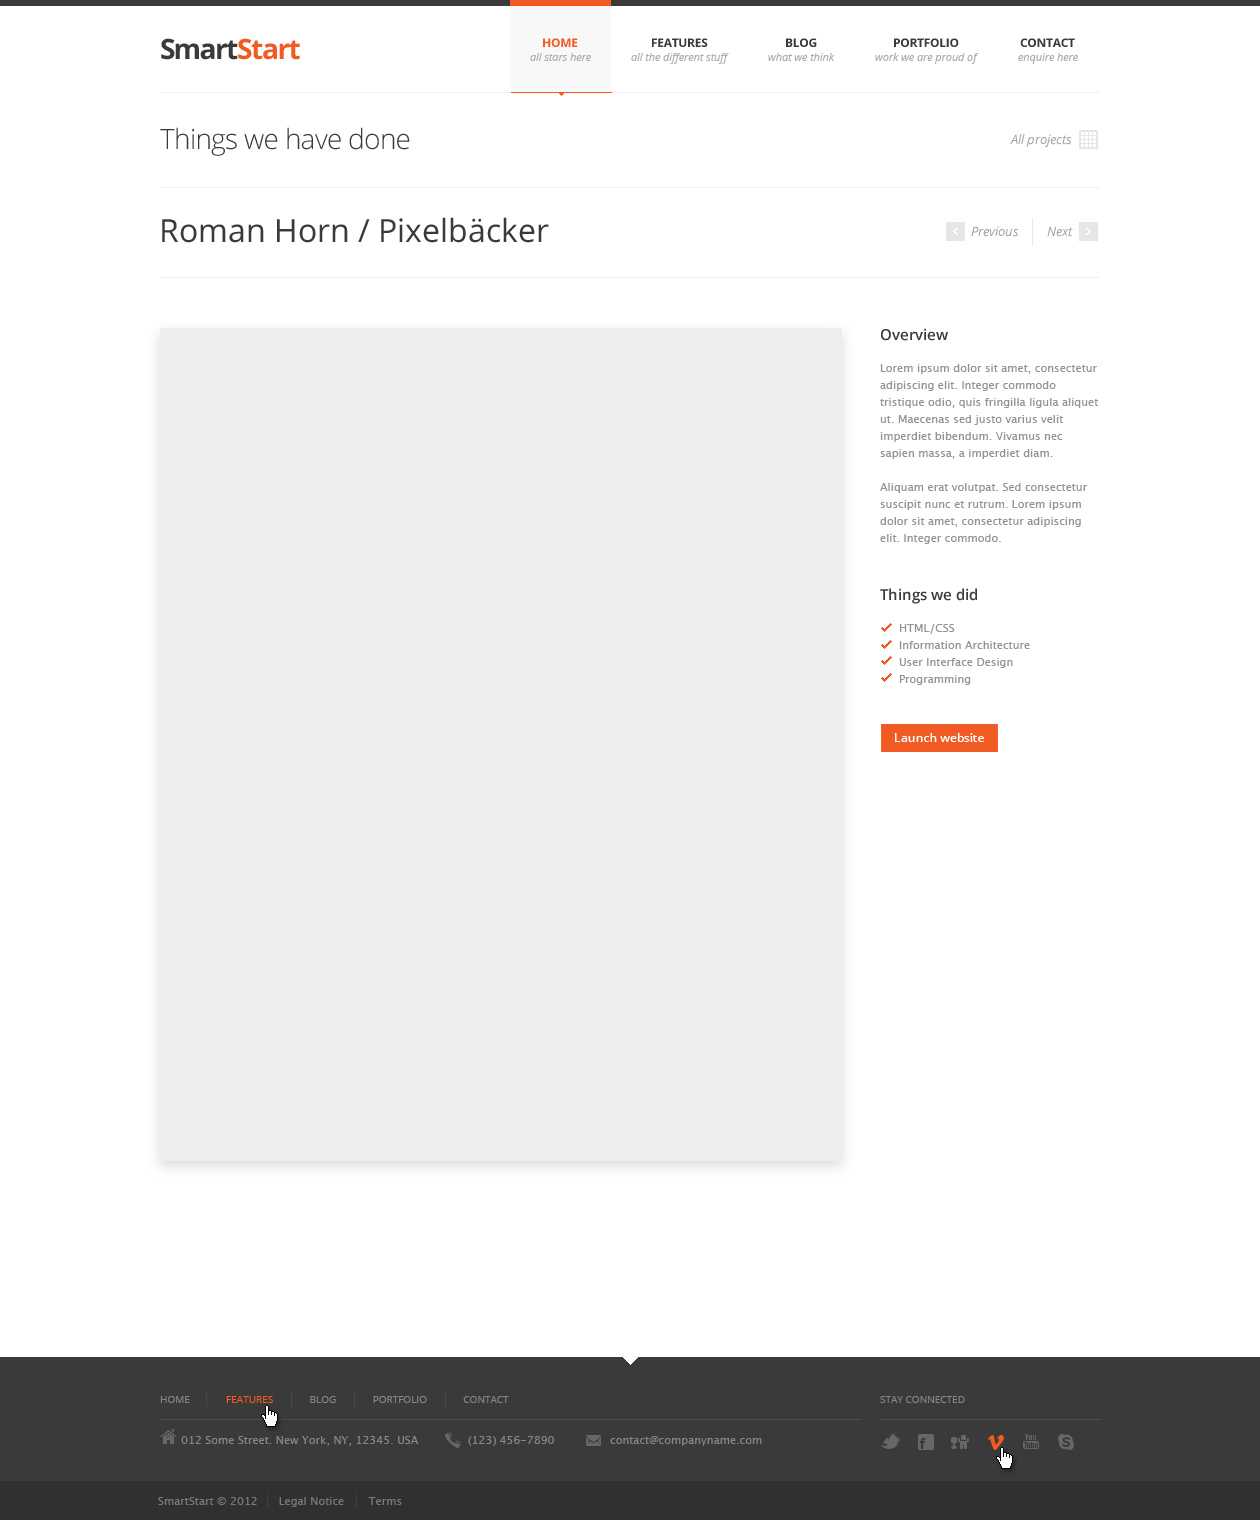 SmartStart
HOME
all stars here
FEATURES
all the different stuff
BLOG
what we think
PORTFOLIO
work we are proud of
CONTACT
enquire here
Things we have done
All projects
Roman Horn / Pixelbäcker
Previous
Next
Overview
Lorem ipsum dolor sit amet, consectetur
adipiscing elit. Integer commodo
tristique odio, quis fringilla ligula aliquet
ut. Maecenas sed justo varius velit
imperdiet bibendum. Vivamus nec
sapien massa, a imperdiet diam.
Aliquam erat volutpat. Sed consectetur
suscipit nunc et rutrum. Lorem ipsum
dolor sit amet, consectetur adipiscing
elit. Integer commodo.
Things we did
HTML/CSS
Information Architecture
User Interface Design
Programming
Launch website
HOME
FEATURES
BLOG
PORTFOLIO
CONTACT
STAY CONNECTED
012 Some Street. New York, NY, 12345. USA
(123) 456-7890
contact@companyname.com
You
Tube
SmartStart © 2012
Legal Notice
Terms